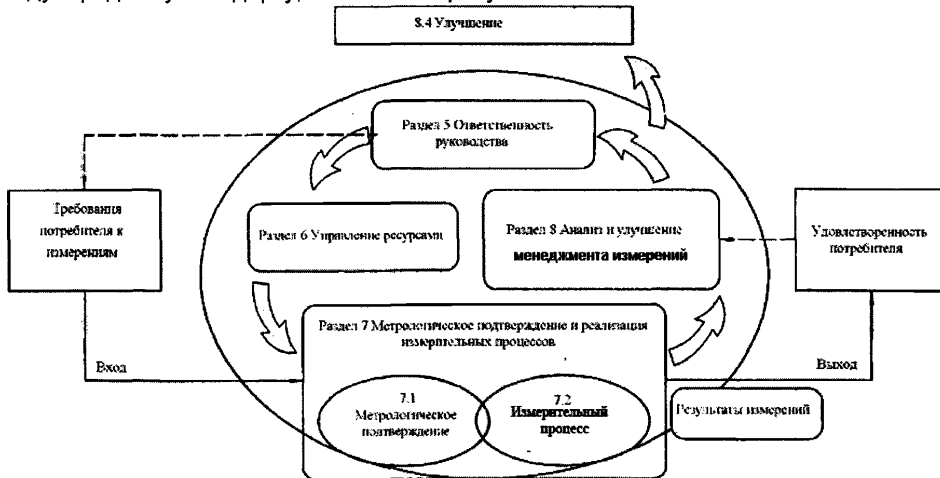 8.4 Улучшение
Раздел 5 Ответственность
руководства
Требования
потребителя к
измерениям
Раздел 6 Управление ресурсами
Раздел 8 Анализ и улучшение
менеджмента измерений
Удовлетворенность
потребителя
Раздел 7 Метрологическое подтверждение и реализация
измерительных процессов
Вход
Выход
7.1
Метрологическое
подтверждение
7.2
Измерительный
процесс
Результаты измерений